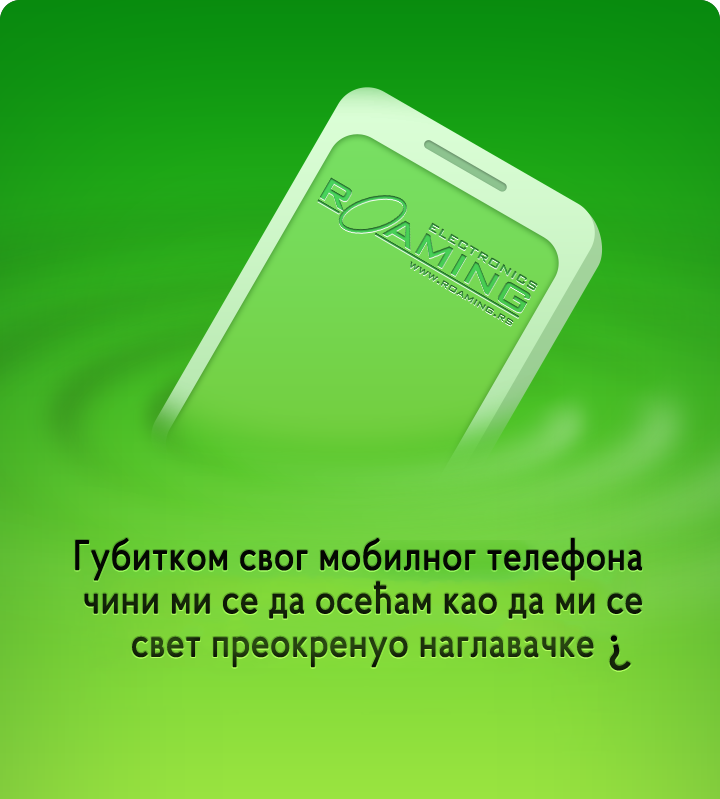 ROAMING
ELECTRONICS
www.roaming.rs
Губитком свог мобилног телефона
чини ми се да осећам као да ми се
свет преокренуо наглавачке ¿